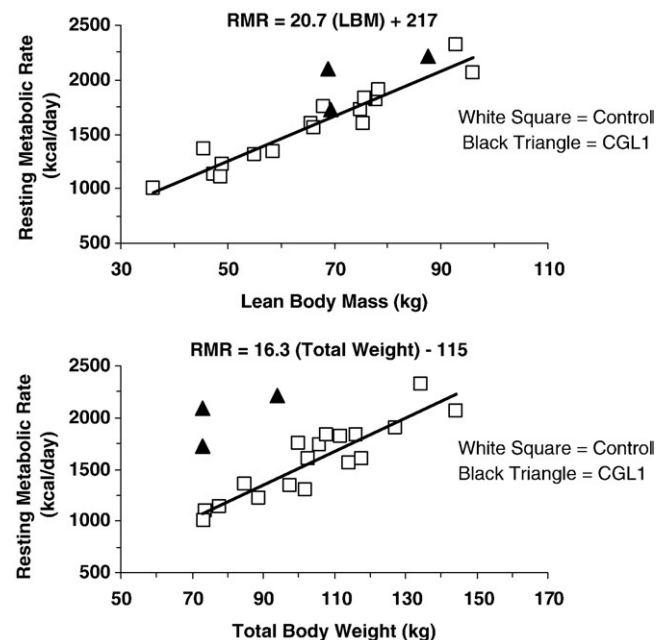 RMR = 20.7 (LBM) + 217
Resting Metabolic Rate
(kcal/day)
2500
2000
1500
1000
500
30
50
70
90
110
Lean Body Mass (kg)
White Square = Control
Black Triangle = CGL1
RMR = 16.3 (Total Weight) - 115
Resting Metabolic Rate
(kcal/day)
2500
2000
1500
1000
500
50
70
90
110
130
150
170
Total Body Weight (kg)
White Square = Control
Black Triangle = CGL1